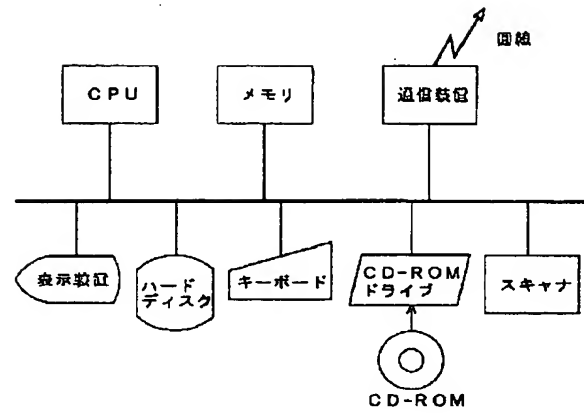 回線
CPU
メモリ
通信装置
表示装置
ハード
ディスク
キーボード
CD-ROM
ドライブ
スキャナ
CD-ROM